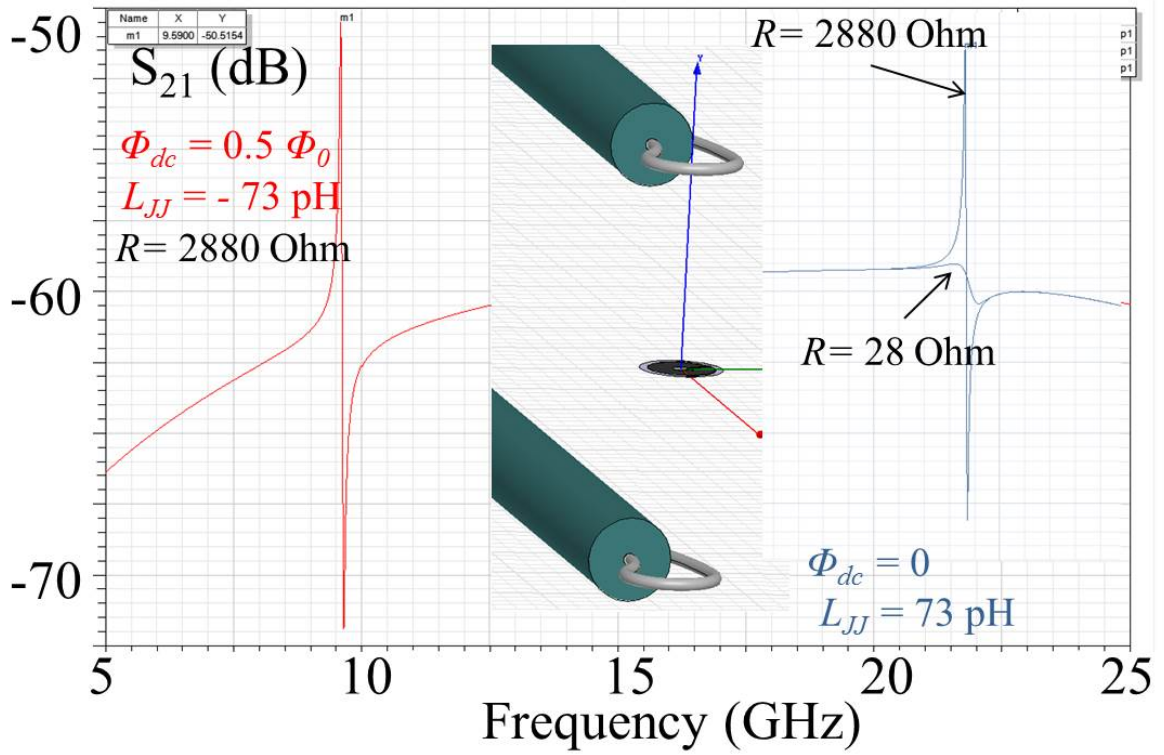 Name X Y
m1 9.5900 -50.5154
m1
S21 (dB)
Φdc = 0.5 Φ0
LJJ = - 73 pH
R= 2880 Ohm
Y
R= 2880 Ohm
p1
p1
p1
R= 28 Ohm
Φdc = 0
LJJ = 73 pH
-50
-60
-70
5 10 15 20 25
Frequency (GHz)